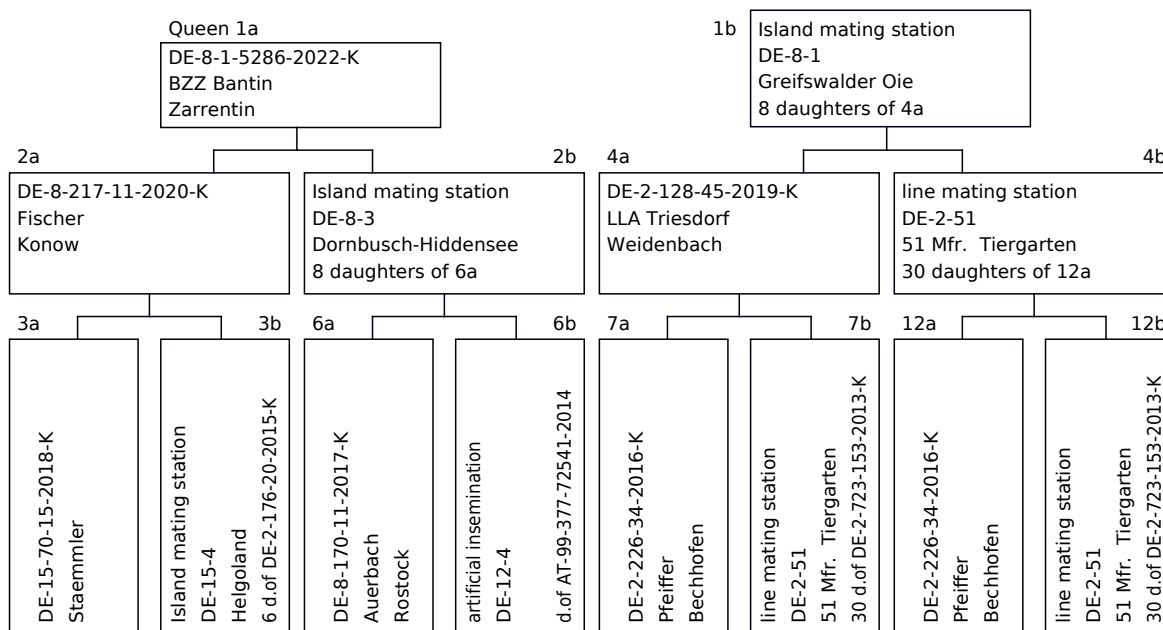 Queen 1a
DE-8-1-5286-2022-K
BZZ Bantin
Zarrentin
1b
Island mating station
DE-8-1
Greifswalder Oie
8 daughters of 4a
2a
DE-8-217-11-2020-K
Fischer
Konow
2b
Island mating station
DE-8-3
Dornbusch-Hiddensee
8 daughters of 6a
4a
DE-2-128-45-2019-K
LLA Triesdorf
Weidenbach
4b
line mating station
DE-2-51
51 Mfr. Tiergarten
30 daughters of 12a
3a
DE-15-70-15-2018-K
Staemmler
3b
Island mating station
DE-15-4
Helgoland
6 d.of DE-2-176-20-2015-K
6a
DE-8-170-11-2017-K
Auerbach
Rostock
6b
artificial insemination
DE-12-4
d.of AT-99-377-72541-2014
7a
DE-2-226-34-2016-K
Pfeiffer
Bechhofen
7b
line mating station
DE-2-51
51 Mfr. Tiergarten
30 d.of DE-2-723-153-2013-K
12a
DE-2-226-34-2016-K
Pfeiffer
Bechhofen
12b
line mating station
DE-2-51
51 Mfr. Tiergarten
30 d.of DE-2-723-153-2013-K